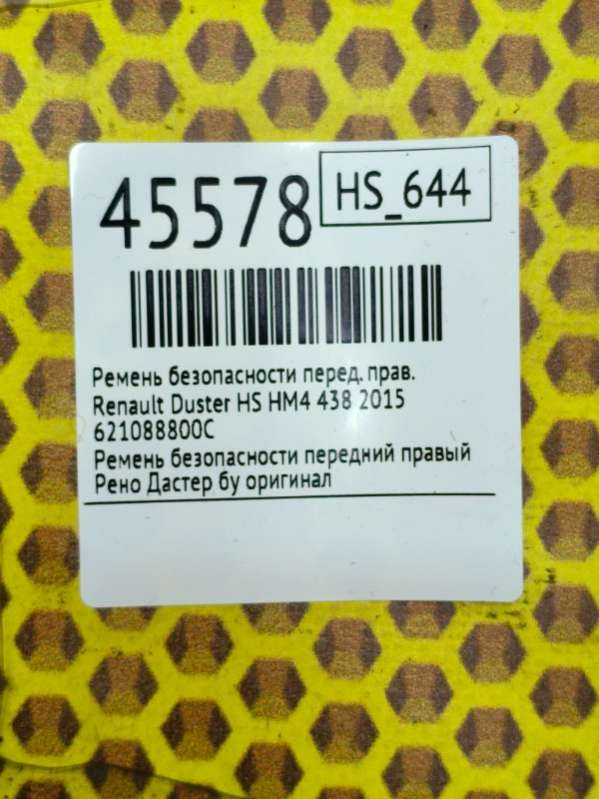 45578
HS_644
Ремень безопасности перед. прав.
Renault Duster HS HM4 438 2015
621088800C
Ремень безопасности передний правый
Рено Дастер бу оригинал